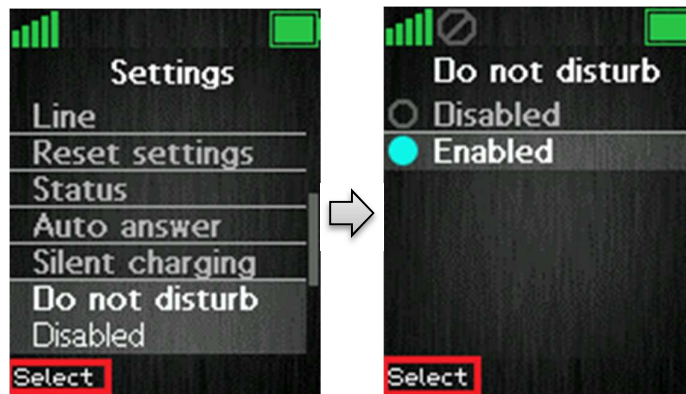 Settings
Line
Reset settings
Status
Auto answer
Silent charging
Do not disturb
Disabled
Select
Do not disturb
Disabled
Enabled
Select